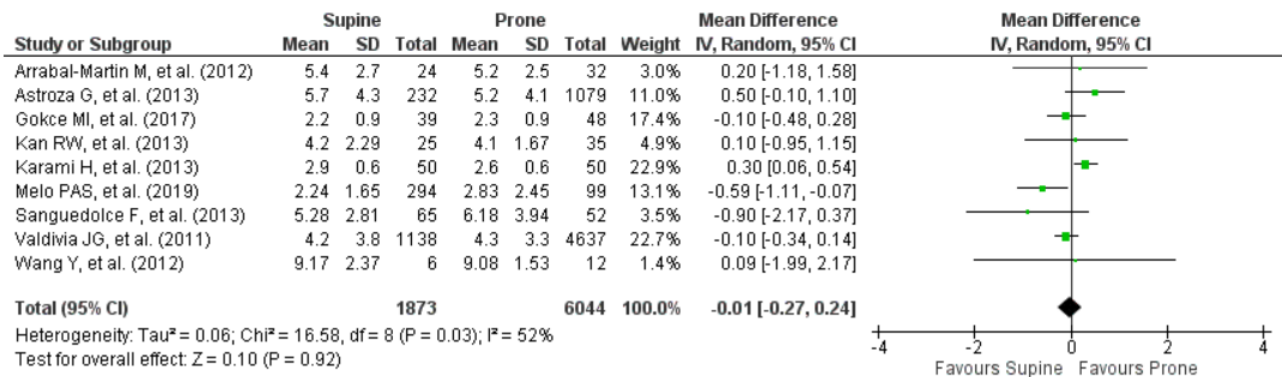 Supine Prone Mean Difference Mean Difference
Study or Subgroup Mean SD Total Mean SD Total Weight IV, Random, 95% CI IV, Random, 95% CI
Arrabal-Martin M, et al. (2012) 5.4 2.7 24 5.2 2.5 32 3.0% 0.20 [-1.18, 1.58]
Astroza G, et al. (2013) 5.7 4.3 232 5.2 4.1 1079 11.0% 0.50 [-0.10, 1.10]
Gokce MI, et al. (2017) 2.2 0.9 39 2.3 0.9 48 17.4% -0.10 [-0.48, 0.28]
Kan RW, et al. (2013) 4.2 2.29 25 4.1 1.67 35 4.9% 0.10 [-0.95, 1.15]
Karami H, et al. (2013) 2.9 0.6 50 2.6 0.6 50 22.9% 0.30 [0.06, 0.54]
Melo PAS, et al. (2019) 2.24 1.65 294 2.83 2.45 99 13.1% -0.59 [-1.11, -0.07]
Sanguedolce F, et al. (2013) 5.28 2.81 65 6.18 3.94 52 3.5% -0.90 [-2.17, 0.37]
Valdivia JG, et al. (2011) 4.2 3.8 1138 4.3 3.3 4637 22.7% -0.10 [-0.34, 0.14]
Wang Y, et al. (2012) 9.17 2.37 6 9.08 1.53 12 1.4% 0.09 [-1.99, 2.17]
Total (95% CI) 1873 6044 100.0% -0.01 [-0.27, 0.24]
Heterogeneity: Tau² = 0.06; Chi² = 16.58, df = 8 (P = 0.03); I² = 52%
Test for overall effect: Z = 0.10 (P = 0.92)
-4 -2 0 2 4
Favours Supine Favours Prone